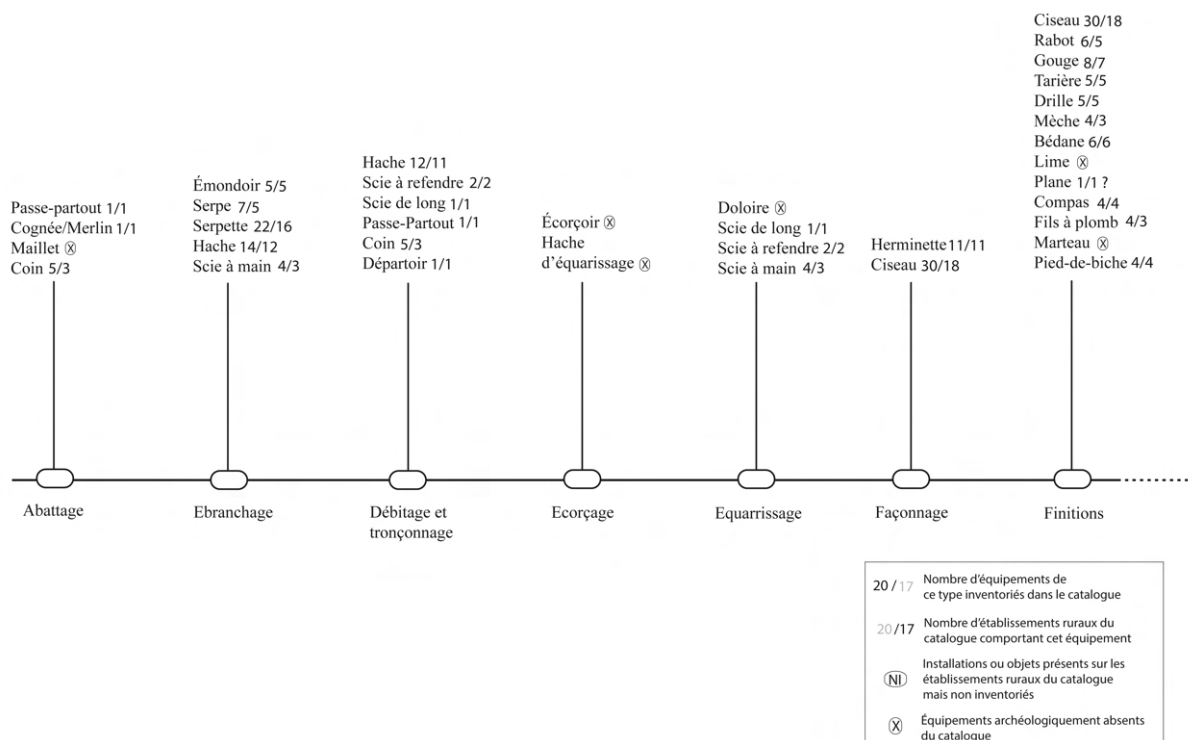 Passe-partout 1/1
Cognée/Merlin 1/1
Maillet Ⓧ
Coin 5/3
Émondoir 5/5
Serpe 7/5
Serpette 22/16
Hache 14/12
Scie à main 4/3
Hache 12/11
Scie à refendre 2/2
Scie de long 1/1
Passe-Partout 1/1
Coin 5/3
Départoir 1/1
Écorçoir Ⓧ
Hache
d'équarissage Ⓧ
Doloire Ⓧ
Scie de long 1/1
Scie à refendre 2/2
Scie à main 4/3
Herminette 11/11
Ciseau 30/18
Ciseau 30/18
Rabot 6/5
Gouge 8/7
Tarière 5/5
Drille 5/5
Mèche 4/3
Bédane 6/6
Lime Ⓧ
Plane 1/1 ?
Compas 4/4
Fils à plomb 4/3
Marteau Ⓧ
Pied-de-biche 4/4
Abattage
Ebranchage
Débitage et
tronçonnage
Ecorçage
Equarrissage
Façonnage
Finitions
20 / 17 Nombre d'équipements de
ce type inventoriés dans le catalogue
20 /17 Nombre d'établissements ruraux du
catalogue comportant cet équipement
NI Installations ou objets présents sur les
établissements ruraux du catalogue
mais non inventoriés
Ⓧ Équipements archéologiquement absents
du catalogue